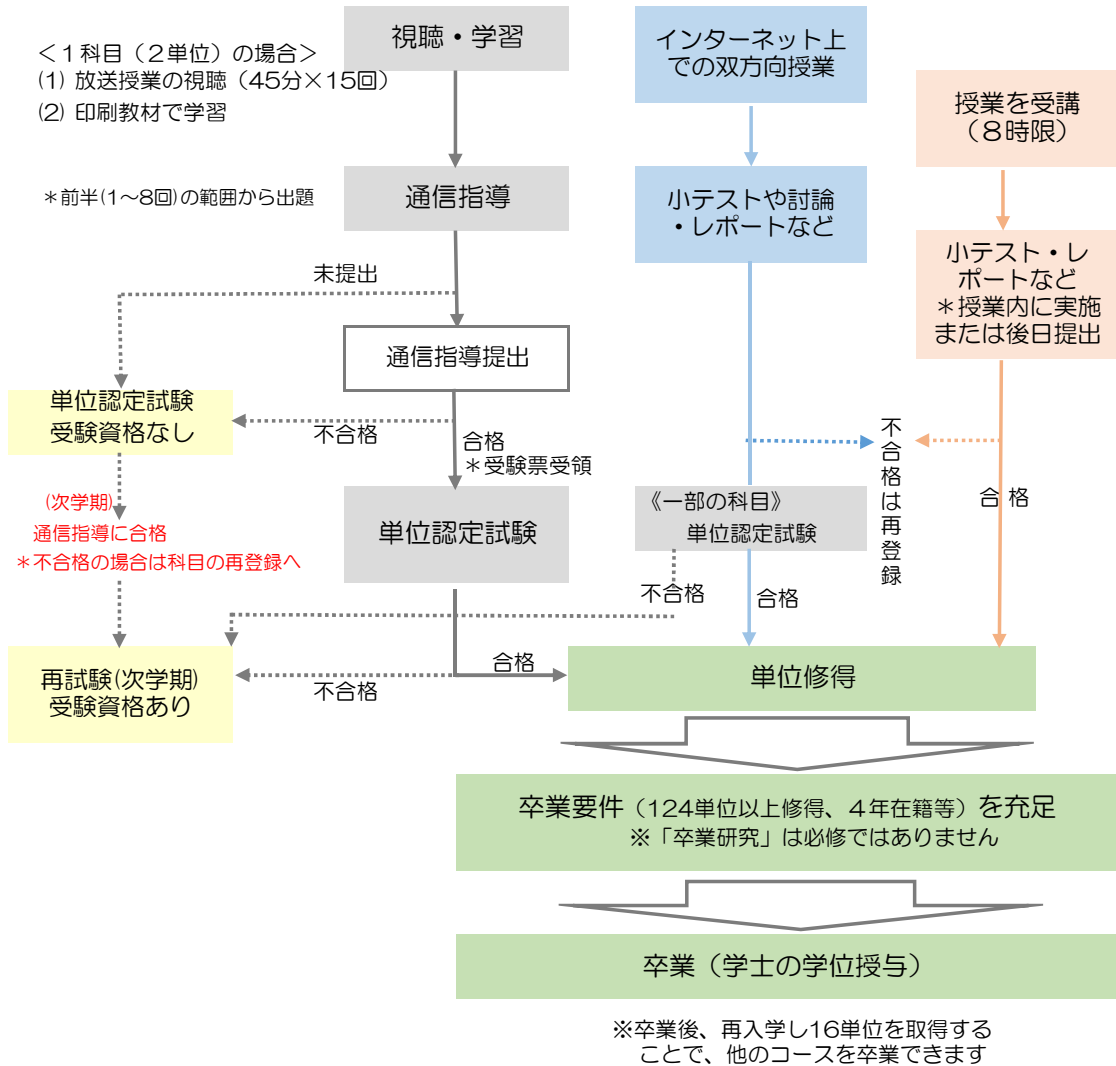 視聴・学習
＜１科目（２単位）の場合＞
(1) 放送授業の視聴（45分×15回）
(2) 印刷教材で学習
インターネット上
での双方向授業
授業を受講
（８時限）
＊前半(1～8回)の範囲から出題
通信指導
小テストや討論
・レポートなど
小テスト・レ
ポートなど
＊授業内に実施
または後日提出
未提出
通信指導提出
単位認定試験
受験資格なし
不合格
合格
＊受験票受領
不合格は再登録
合格
(次学期)
通信指導に合格
＊不合格の場合は科目の再登録へ
単位認定試験
《一部の科目》
単位認定試験
不合格
合格
再試験(次学期)
受験資格あり
不合格
合格
単位修得
卒業要件（124単位以上修得、４年在籍等）を充足
※「卒業研究」は必修ではありません
卒業（学士の学位授与）
※卒業後、再入学し16単位を取得する
ことで、他のコースを卒業できます